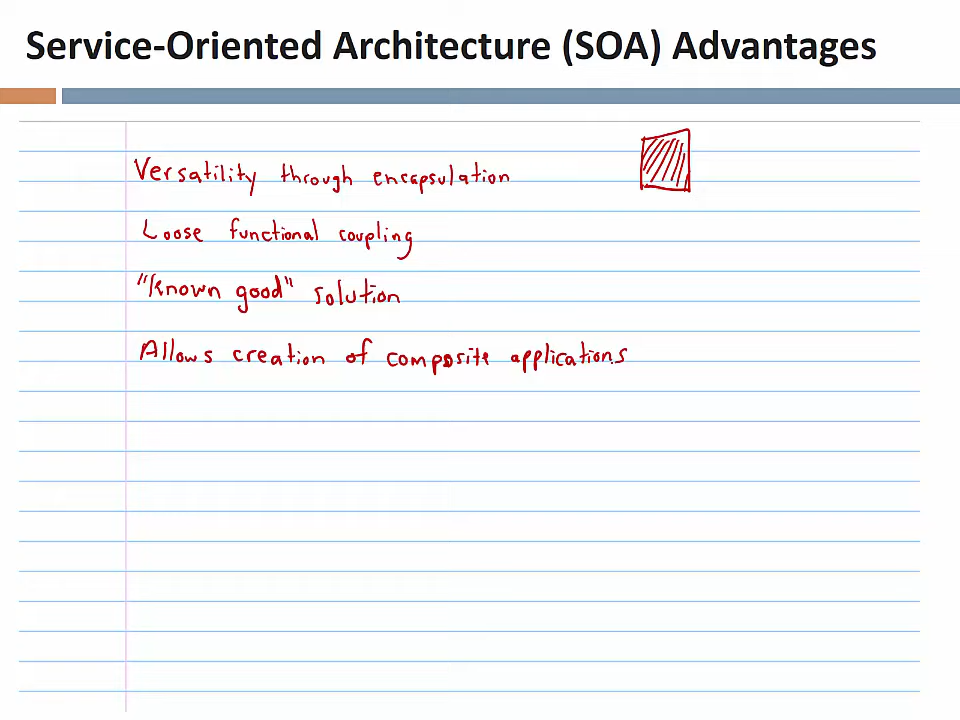 Service-Oriented Architecture (SOA) Advantages
Versatility through encapsulation
Loose functional coupling
"Known good" solution
Allows creation of composite applications